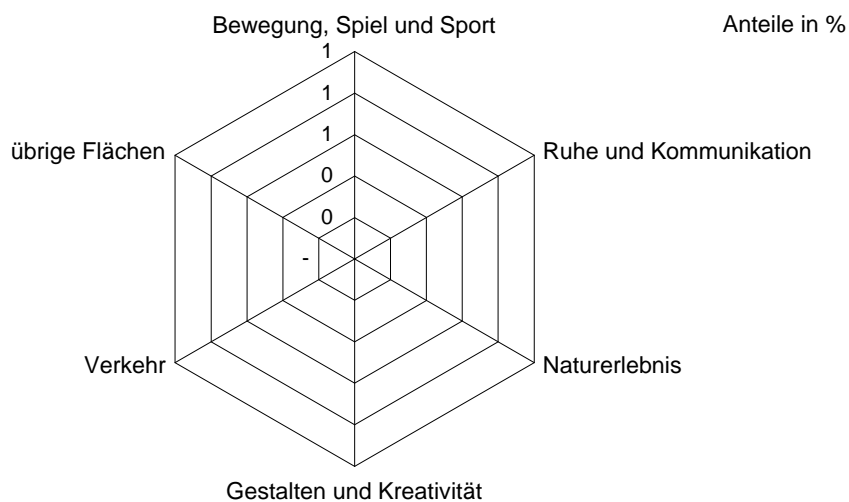 Bewegung, Spiel und Sport
Anteile in %
1
1
1
0
0
-
übrige Flächen
Ruhe und Kommunikation
Verkehr
Naturerlebnis
Gestalten und Kreativität